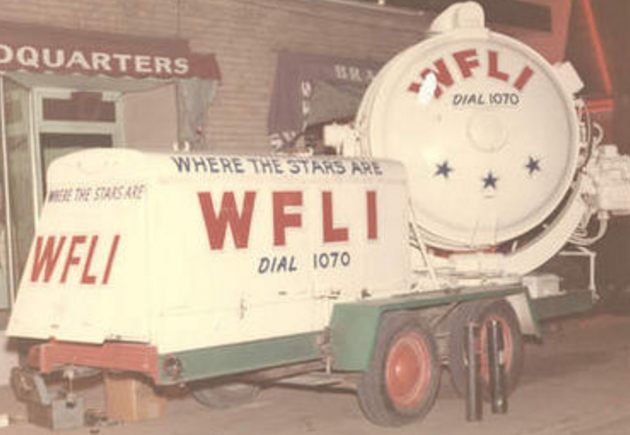 DQUARTERS
WFLI
DIAL 1070
WHERE THE STARS ARE
WFLI
DIAL 1070
WHERE THE STARS ARE
WFLI